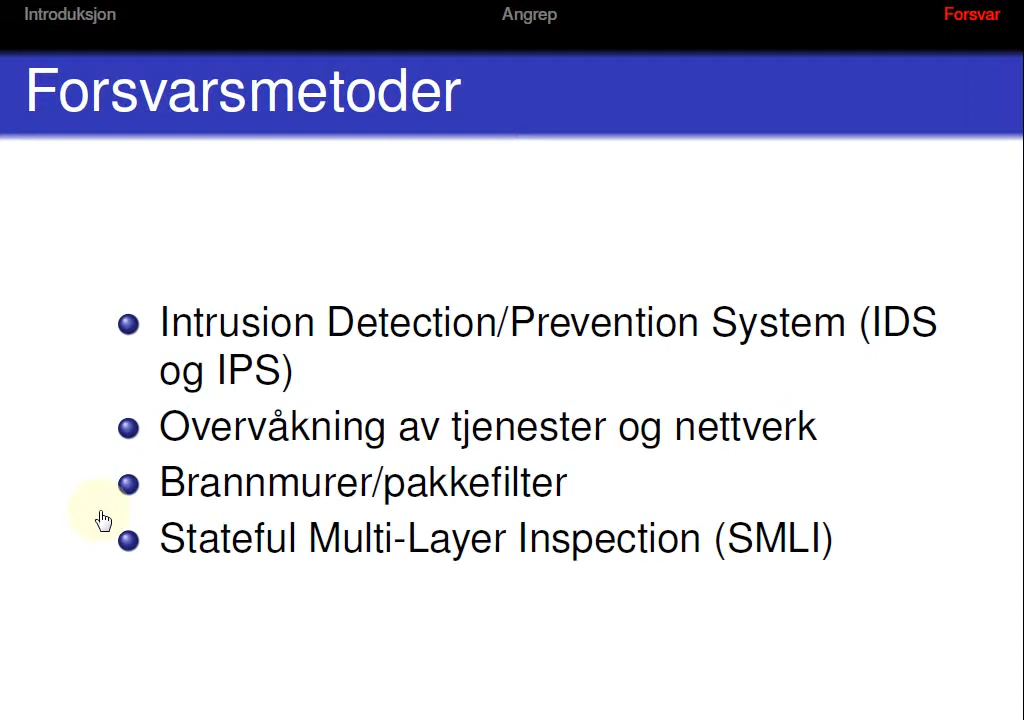 Introduksjon
Angrep
Forsvar
Forsvarsmetoder
Intrusion Detection/Prevention System (IDS
og IPS)
Overvåkning av tjenester og nettverk
Brannmurer/pakkefilter
Stateful Multi-Layer Inspection (SMLI)